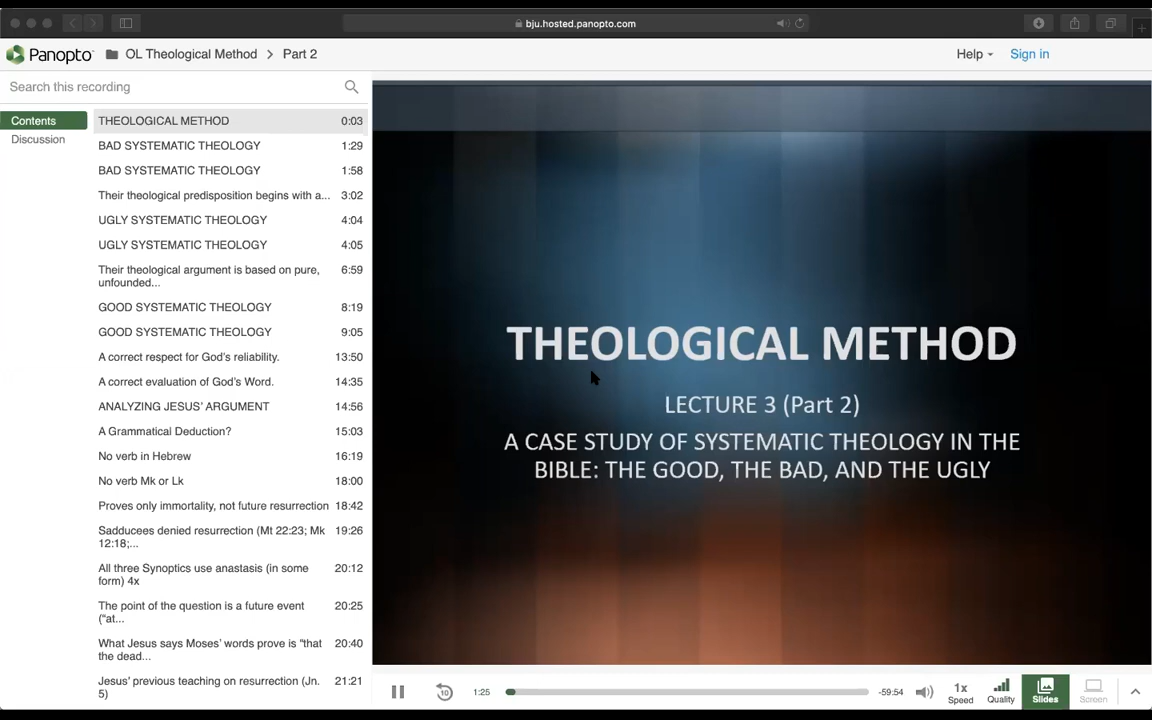 bju.hosted.panopto.com
Panopto
OL Theological Method > Part 2
Help
Sign in
Search this recording
Contents
Discussion
THEOLOGICAL METHOD 0:03
BAD SYSTEMATIC THEOLOGY 1:29
BAD SYSTEMATIC THEOLOGY 1:58
Their theological predisposition begins with a... 3:02
UGLY SYSTEMATIC THEOLOGY 4:04
UGLY SYSTEMATIC THEOLOGY 4:05
Their theological argument is based on pure, 6:59
unfounded...
GOOD SYSTEMATIC THEOLOGY 8:19
GOOD SYSTEMATIC THEOLOGY 9:05
A correct respect for God's reliability. 13:50
A correct evaluation of God's Word. 14:35
ANALYZING JESUS' ARGUMENT 14:56
A Grammatical Deduction? 15:03
No verb in Hebrew 16:19
No verb Mk or Lk 18:00
Proves only immortality, not future resurrection 18:42
Sadducees denied resurrection (Mt 22:23; Mk 19:26
12:18;...
All three Synoptics use anastasis (in some 20:12
form) 4x
The point of the question is a future event 20:25
("at...
What Jesus says Moses' words prove is "that 20:40
the dead...
Jesus' previous teaching on resurrection (Jn. 21:21
5)
THEOLOGICAL METHOD
LECTURE 3 (Part 2)
A CASE STUDY OF SYSTEMATIC THEOLOGY IN THE
BIBLE: THE GOOD, THE BAD, AND THE UGLY
10
1:25
-59:54
1x
Speed
Quality
Slides
Screen